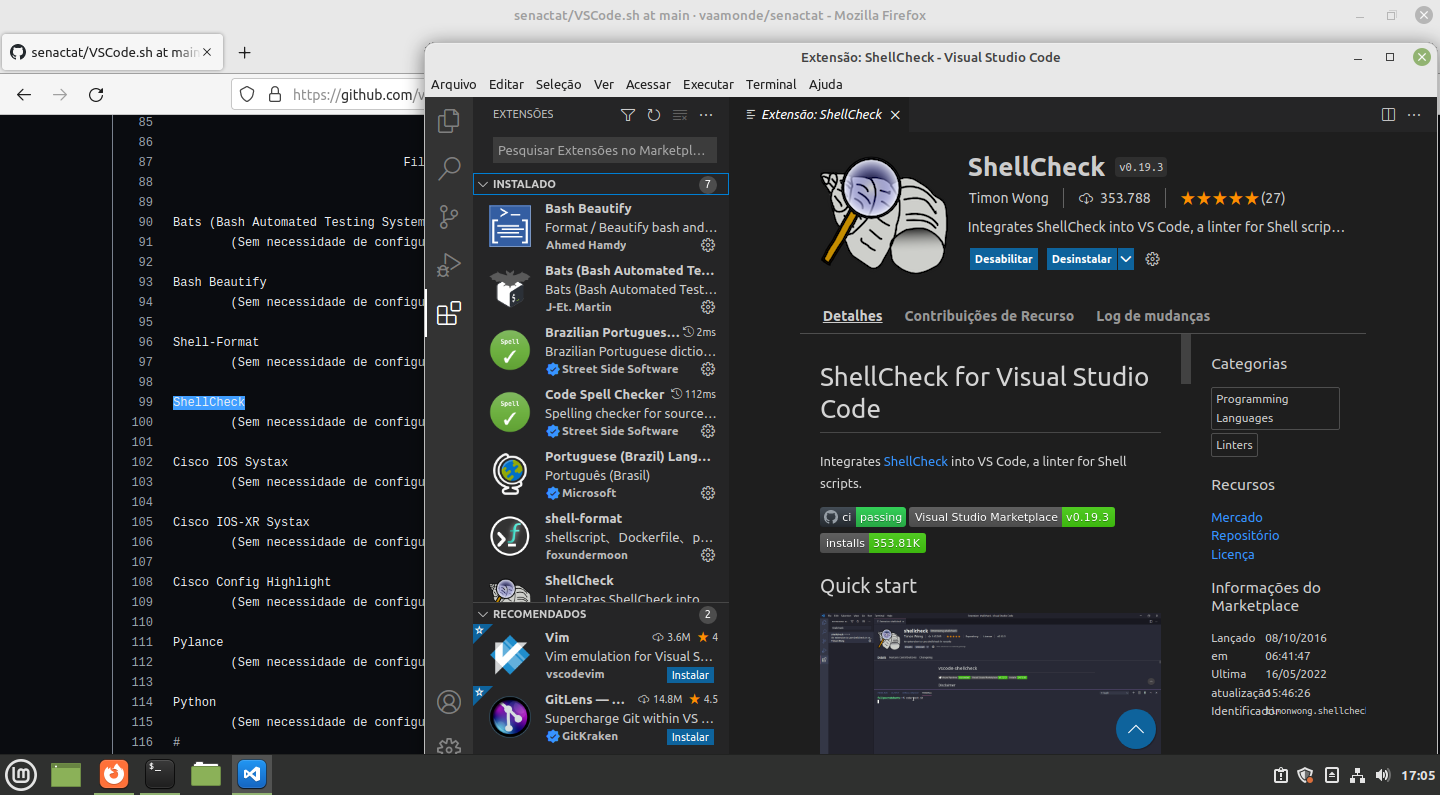 senactat/VSCode.sh at main · vaamonde/senactat - Mozilla Firefox
senactat/VSCode.sh at main
https://github.com/v
85
86
87 Fil
88
89
90 Bats (Bash Automated Testing System
91 (Sem necessidade de configu
92
93 Bash Beautify
94 (Sem necessidade de configu
95
96 Shell-Format
97 (Sem necessidade de configu
98
99 ShellCheck
100 (Sem necessidade de configu
101
102 Cisco IOS Systax
103 (Sem necessidade de configu
104
105 Cisco IOS-XR Systax
106 (Sem necessidade de configu
107
108 Cisco Config Highlight
109 (Sem necessidade de configu
110
111 Pylance
112 (Sem necessidade de configu
113
114 Python
115 (Sem necessidade de configu
116 #
Extensão: ShellCheck - Visual Studio Code
Arquivo Editar Seleção Ver Acessar Executar Terminal Ajuda
EXTENSÕES
Pesquisar Extensões no Marketpl…
INSTALADO 7
Bash Beautify
Format / Beautify bash and…
Ahmed Hamdy
Bats (Bash Automated Te…
Bats (Bash Automated Test…
J-Et. Martin
Brazilian Portugues… 2ms
Brazilian Portuguese dictio…
Street Side Software
Code Spell Checker 112ms
Spelling checker for source…
Street Side Software
Portuguese (Brazil) Lang…
Português (Brasil)
Microsoft
shell-format
shellscript、Dockerfile、p…
foxundermoon
ShellCheck
Integrates ShellCheck into
RECOMENDADOS 2
Vim 3.6M 4
Vim emulation for Visual S…
vscodevim Instalar
GitLens — … 14.8M 4.5
Supercharge Git within VS …
GitKraken Instalar
Extensão: ShellCheck
ShellCheck v0.19.3
Timon Wong 353.788 (27)
Integrates ShellCheck into VS Code, a linter for Shell scrip…
Desabilitar Desinstalar
Detalhes Contribuições de Recurso Log de mudanças
ShellCheck for Visual Studio
Code
Integrates ShellCheck into VS Code, a linter for Shell
scripts.
ci passing Visual Studio Marketplace v0.19.3
installs 353.81K
Quick start
shellcheck
vscode-shellcheck
Categorias
Programming
Languages
Linters
Recursos
Mercado
Repositório
Licença
Informações do
Marketplace
Lançado 08/10/2016
em 06:41:47
Ultima 16/05/2022
atualização 15:46:26
Identificador timonwong.shellcheck
17:05